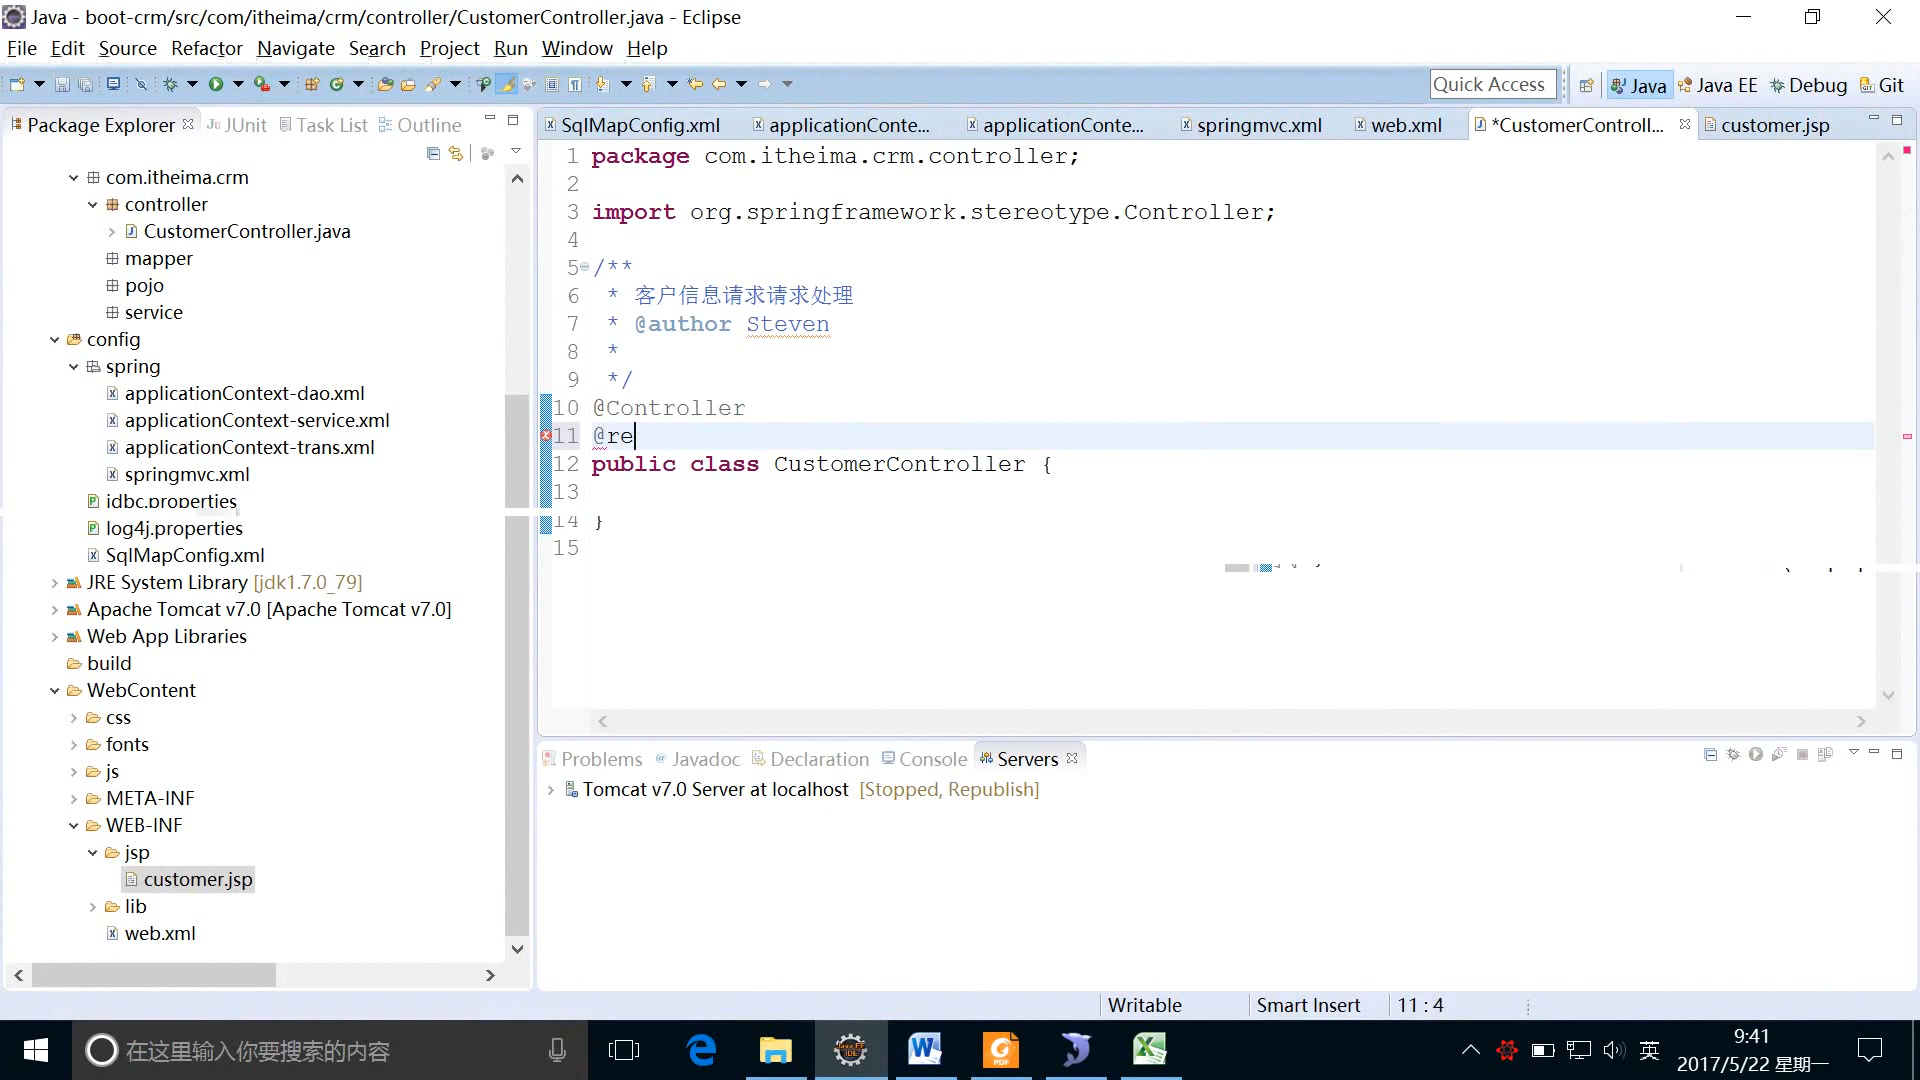 Java - boot-crm/src/com/itheima/crm/controller/CustomerController.java - Eclipse
File Edit Source Refactor Navigate Search Project Run Window Help
Quick Access
Java Java EE Debug Git
Package Explorer JUnit Task List Outline
com.itheima.crm
controller
CustomerController.java
mapper
pojo
service
config
spring
applicationContext-dao.xml
applicationContext-service.xml
applicationContext-trans.xml
springmvc.xml
log4j.properties
SqlMapConfig.xml
JRE System Library [jdk1.7.0_79]
Apache Tomcat v7.0 [Apache Tomcat v7.0]
Web App Libraries
build
WebContent
css
fonts
js
META-INF
WEB-INF
jsp
customer.jsp
lib
web.xml
SqlMapConfig.xml applicationConte... applicationConte... springmvc.xml web.xml *CustomerControll... customer.jsp
1 package com.itheima.crm.controller;
2
3 import org.springframework.stereotype.Controller;
4
5 /**
6 * 客户信息请求请求处理
7 * @author Steven
8 *
9 */
10 @Controller
11 @re
12 public class CustomerController {
13
14 }
15
Problems Javadoc Declaration Console Servers
Tomcat v7.0 Server at localhost [Stopped, Republish]
Writable Smart Insert 11 : 4
在这里输入你要搜索的内容
英
9:41
2017/5/22 星期一